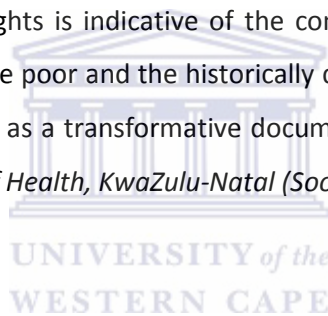 ghts is indicative of the con
e poor and the historically d
as a transformative docum
f Health, KwaZulu-Natal (Soc
UNIVERSITY of the
WESTERN CAPE